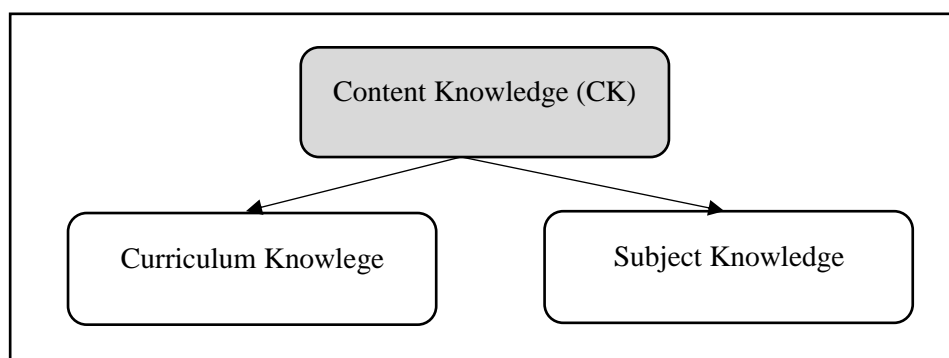 Content Knowledge (CK)
Curriculum Knowlege
Subject Knowledge